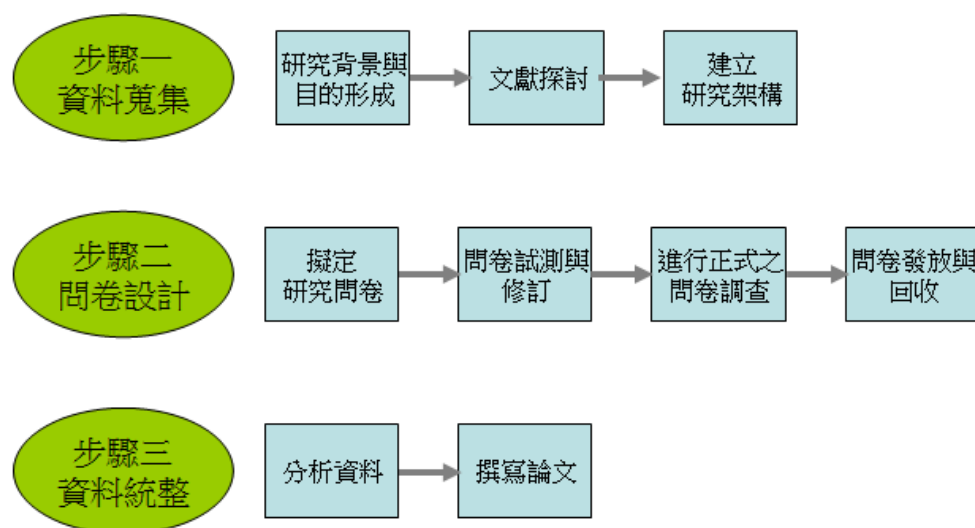 步驟一
資料蒐集
研究背景與
目的形成
文獻探討
建立
研究架構
步驟二
問卷設計
擬定
研究問卷
問卷試測與
修訂
進行正式之
問卷調查
問卷發放與
回收
步驟三
資料統整
分析資料
撰寫論文